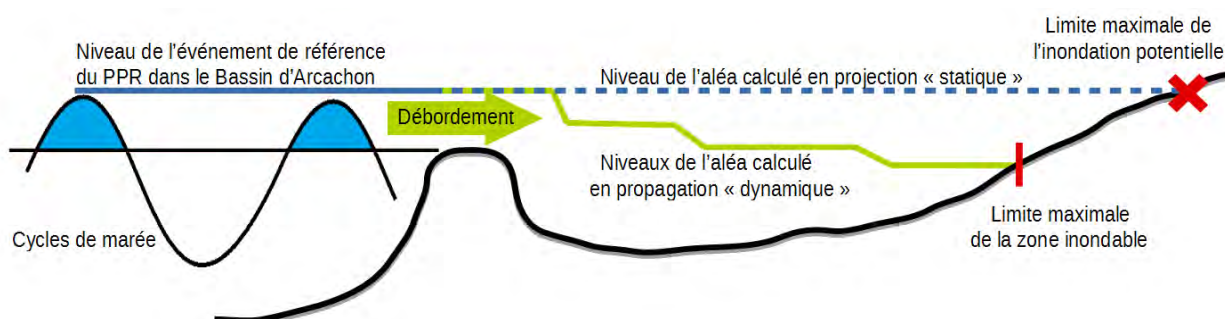 Niveau de l'événement de référence
du PPR dans le Bassin d'Arcachon
Niveau de l'aléa calculé en projection « statique »
Limite maximale de
l'inondation potentielle
Débordement
Niveaux de l'aléa calculé
en propagation « dynamique »
Cycles de marée
Limite maximale
de la zone inondable